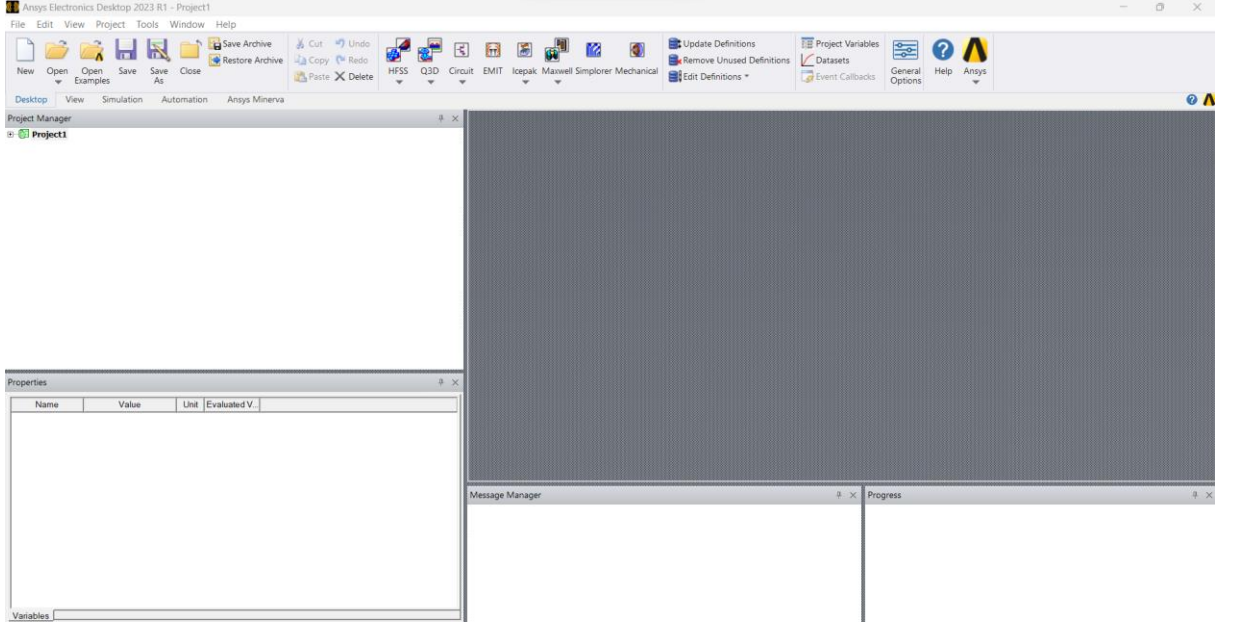 Ansys Electronics Desktop 2023 R1 - Project1
File Edit View Project Tools Window Help
New Open Open Examples Save Save As Close
Save Archive
Restore Archive
Cut Undo
Copy Redo
Paste Delete
HFSS Q3D Circuit EMIT Icepak Maxwell Simplorer Mechanical
Update Definitions
Remove Unused Definitions
Edit Definitions
Project Variables
Datasets
Event Callbacks
General Options Help Ansys
Desktop View Simulation Automation Ansys Minerva
Project Manager
Project1
Properties
Name Value Unit Evaluated V...
Variables
Message Manager
Progress